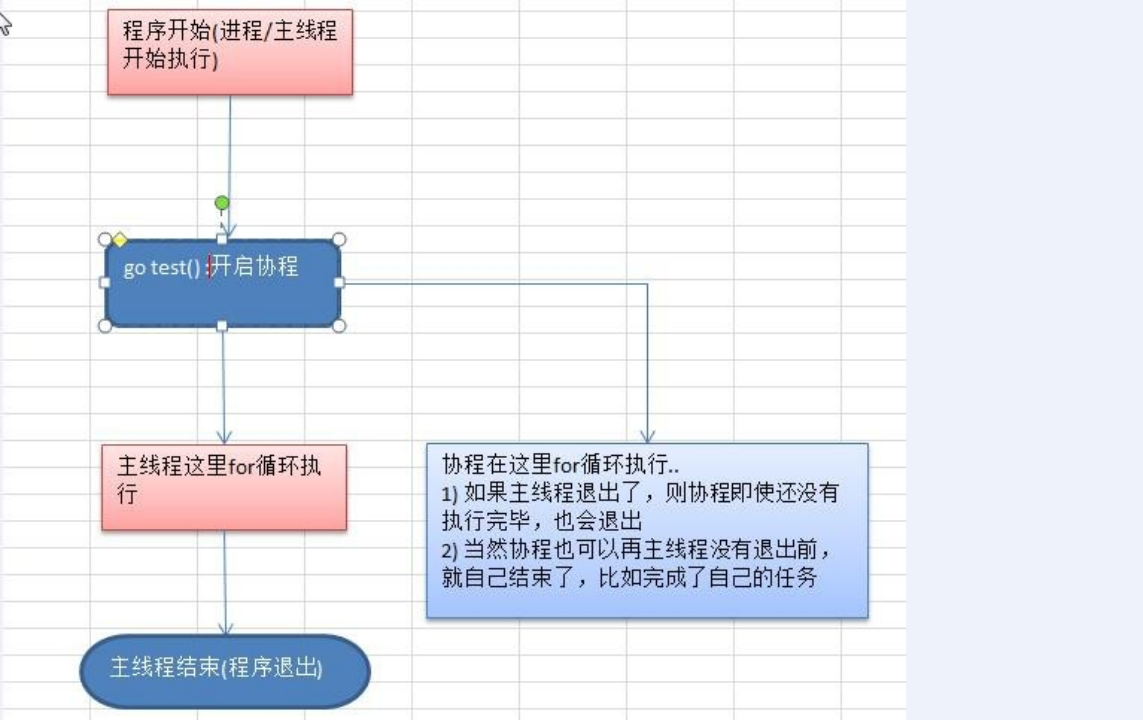 程序开始(进程/主线程
开始执行)
go test() :开启协程
主线程这里for循环执
行
协程在这里for循环执行..
1) 如果主线程退出了，则协程即使还没有
执行完毕，也会退出
2) 当然协程也可以再主线程没有退出前，
就自己结束了，比如完成了自己的任务
主线程结束(程序退出)